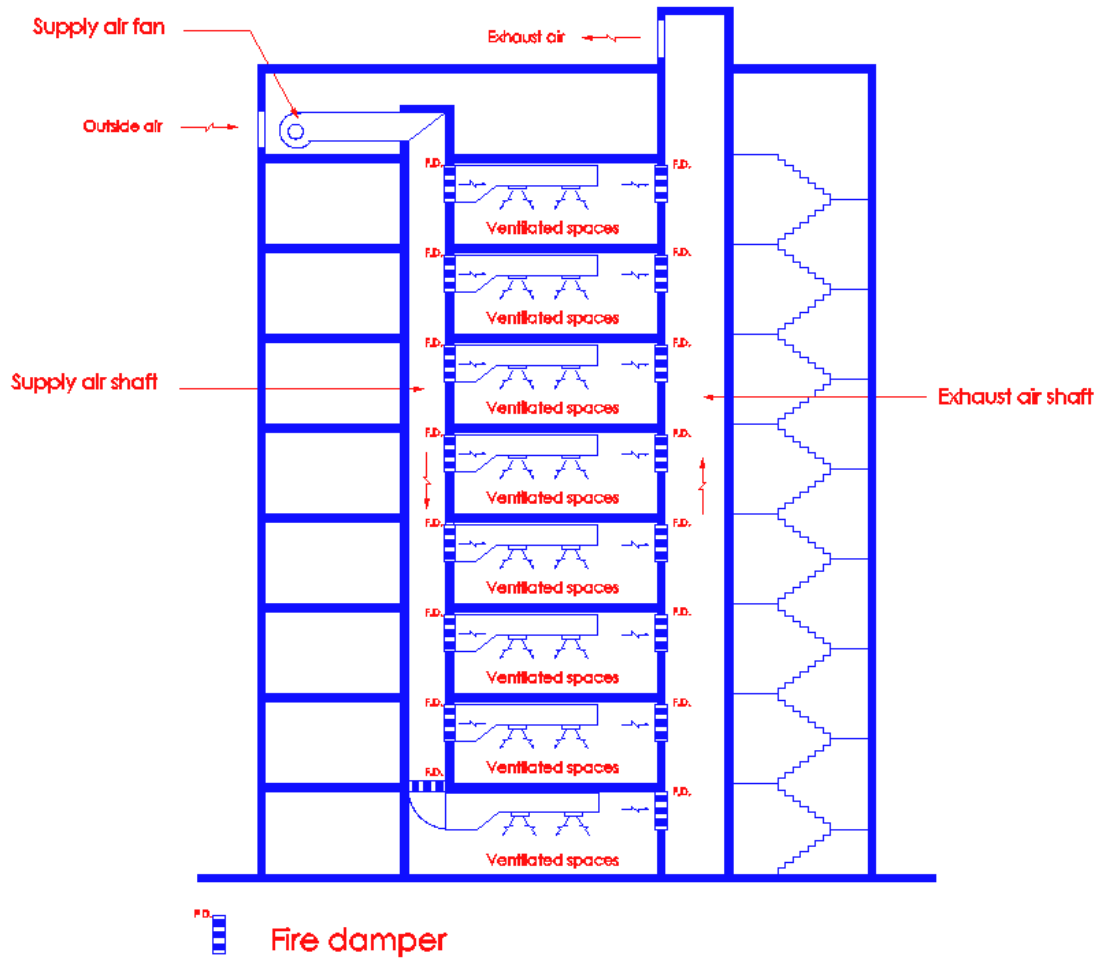 Supply air fan
Exhaust air
Outside air
F.D.
F.D.
Ventilated spaces
F.D.
F.D.
Ventilated spaces
F.D.
F.D.
Supply air shaft
Exhaust air shaft
Ventilated spaces
F.D.
F.D.
Ventilated spaces
F.D.
F.D.
Ventilated spaces
F.D.
F.D.
Ventilated spaces
F.D.
F.D.
Ventilated spaces
F.D.
F.D.
Ventilated spaces
F.D.
Fire damper